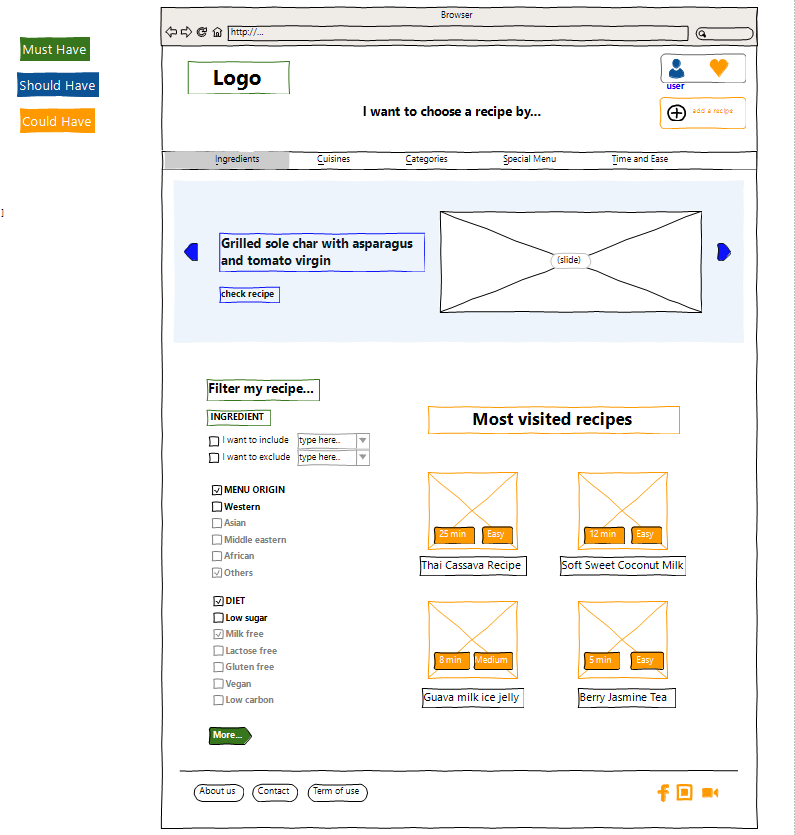 Browser
http://...
Must Have
Should Have
Could Have
Logo
user
I want to choose a recipe by...
add a recipe
Ingredients
Cuisines
Categories
Special Menu
Time and Ease
]
Grilled sole char with asparagus
and tomato virgin
check recipe
(slide)
Filter my recipe...
INGREDIENT
I want to include
type here..
I want to exclude
type here..
MENU ORIGIN
Western
Asian
Middle eastern
African
Others
DIET
Low sugar
Milk free
Lactose free
Gluten free
Vegan
Low carbon
More...
Most visited recipes
25 min
Easy
Thai Cassava Recipe
12 min
Easy
Soft Sweet Coconut Milk
8 min
Medium
Guava milk ice jelly
5 min
Easy
Berry Jasmine Tea
About us
Contact
Term of use